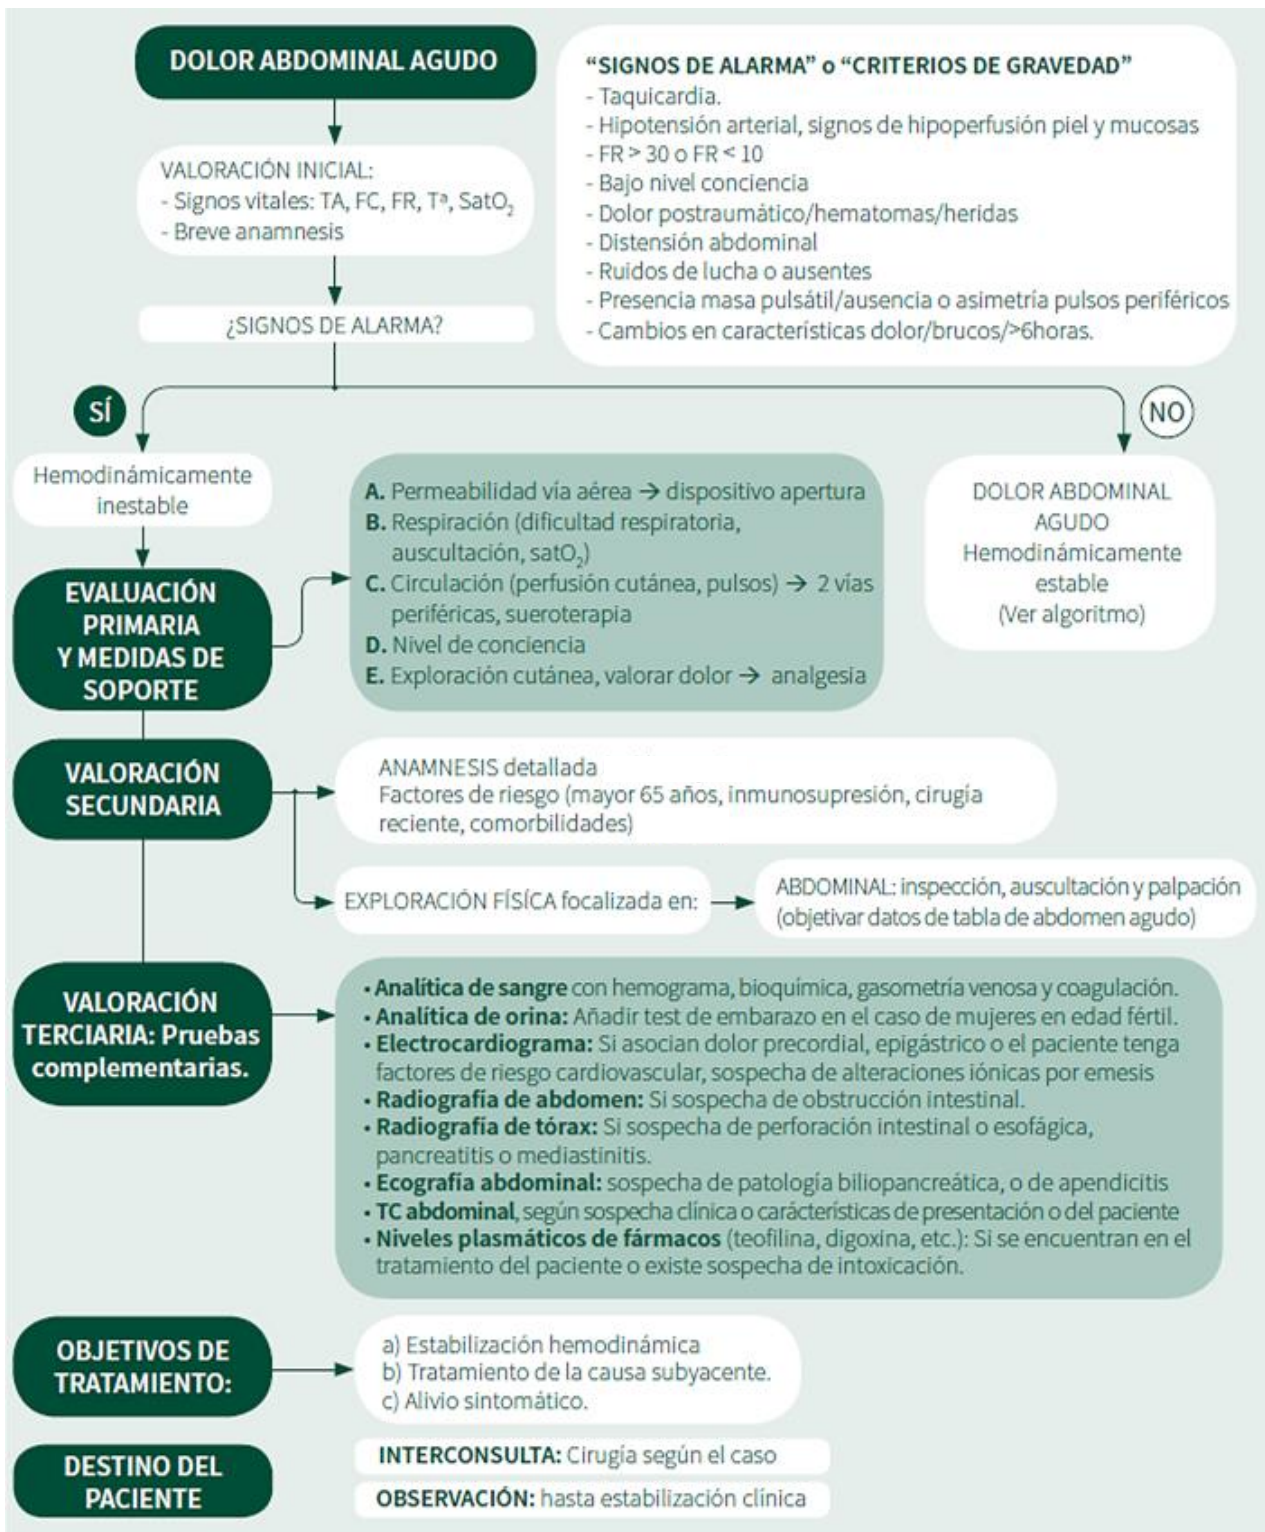 DOLOR ABDOMINAL AGUDO
“SIGNOS DE ALARMA” o “CRITERIOS DE GRAVEDAD”
- Taquicardia.
- Hipotensión arterial, signos de hipoperfusión piel y mucosas
- FR > 30 o FR < 10
- Bajo nivel conciencia
- Dolor postraumático/hematomas/heridas
- Distensión abdominal
- Ruidos de lucha o ausentes
- Presencia masa pulsátil/ausencia o asimetría pulsos periféricos
- Cambios en características dolor/brucos/>6horas.
VALORACIÓN INICIAL:
- Signos vitales: TA, FC, FR, Tª, SatO₂
- Breve anamnesis
¿SIGNOS DE ALARMA?
SÍ
NO
Hemodinámicamente
inestable
DOLOR ABDOMINAL
AGUDO
Hemodinámicamente
estable
(Ver algoritmo)
EVALUACIÓN
PRIMARIA
Y MEDIDAS DE
SOPORTE
A. Permeabilidad vía aérea → dispositivo apertura
B. Respiración (dificultad respiratoria,
auscultación, satO₂)
C. Circulación (perfusión cutánea, pulsos) → 2 vías
periféricas, sueroterapia
D. Nivel de conciencia
E. Exploración cutánea, valorar dolor → analgesia
VALORACIÓN
SECUNDARIA
ANAMNESIS detallada
Factores de riesgo (mayor 65 años, inmunosupresión, cirugía
reciente, comorbilidades)
EXPLORACIÓN FÍSÍCA focalizada en:
ABDOMINAL: inspección, auscultación y palpación
(objetivar datos de tabla de abdomen agudo)
VALORACIÓN
TERCIARIA: Pruebas
complementarias.
• Analítica de sangre con hemograma, bioquímica, gasometría venosa y coagulación.
• Analítica de orina: Añadir test de embarazo en el caso de mujeres en edad fértil.
• Electrocardiograma: Si asocian dolor precordial, epigástrico o el paciente tenga
factores de riesgo cardiovascular, sospecha de alteraciones iónicas por emesis
• Radiografía de abdomen: Si sospecha de obstrucción intestinal.
• Radiografía de tórax: Si sospecha de perforación intestinal o esofágica,
pancreatitis o mediastinitis.
• Ecografía abdominal: sospecha de patología biliopancreática, o de apendicitis
• TC abdominal, según sospecha clínica o carácterísticas de presentación o del paciente
• Niveles plasmáticos de fármacos (teofilina, digoxina, etc.): Si se encuentran en el
tratamiento del paciente o existe sospecha de intoxicación.
OBJETIVOS DE
TRATAMIENTO:
a) Estabilización hemodinámica
b) Tratamiento de la causa subyacente.
c) Alivio sintomático.
DESTINO DEL
PACIENTE
INTERCONSULTA: Cirugía según el caso
OBSERVACIÓN: hasta estabilización clínica